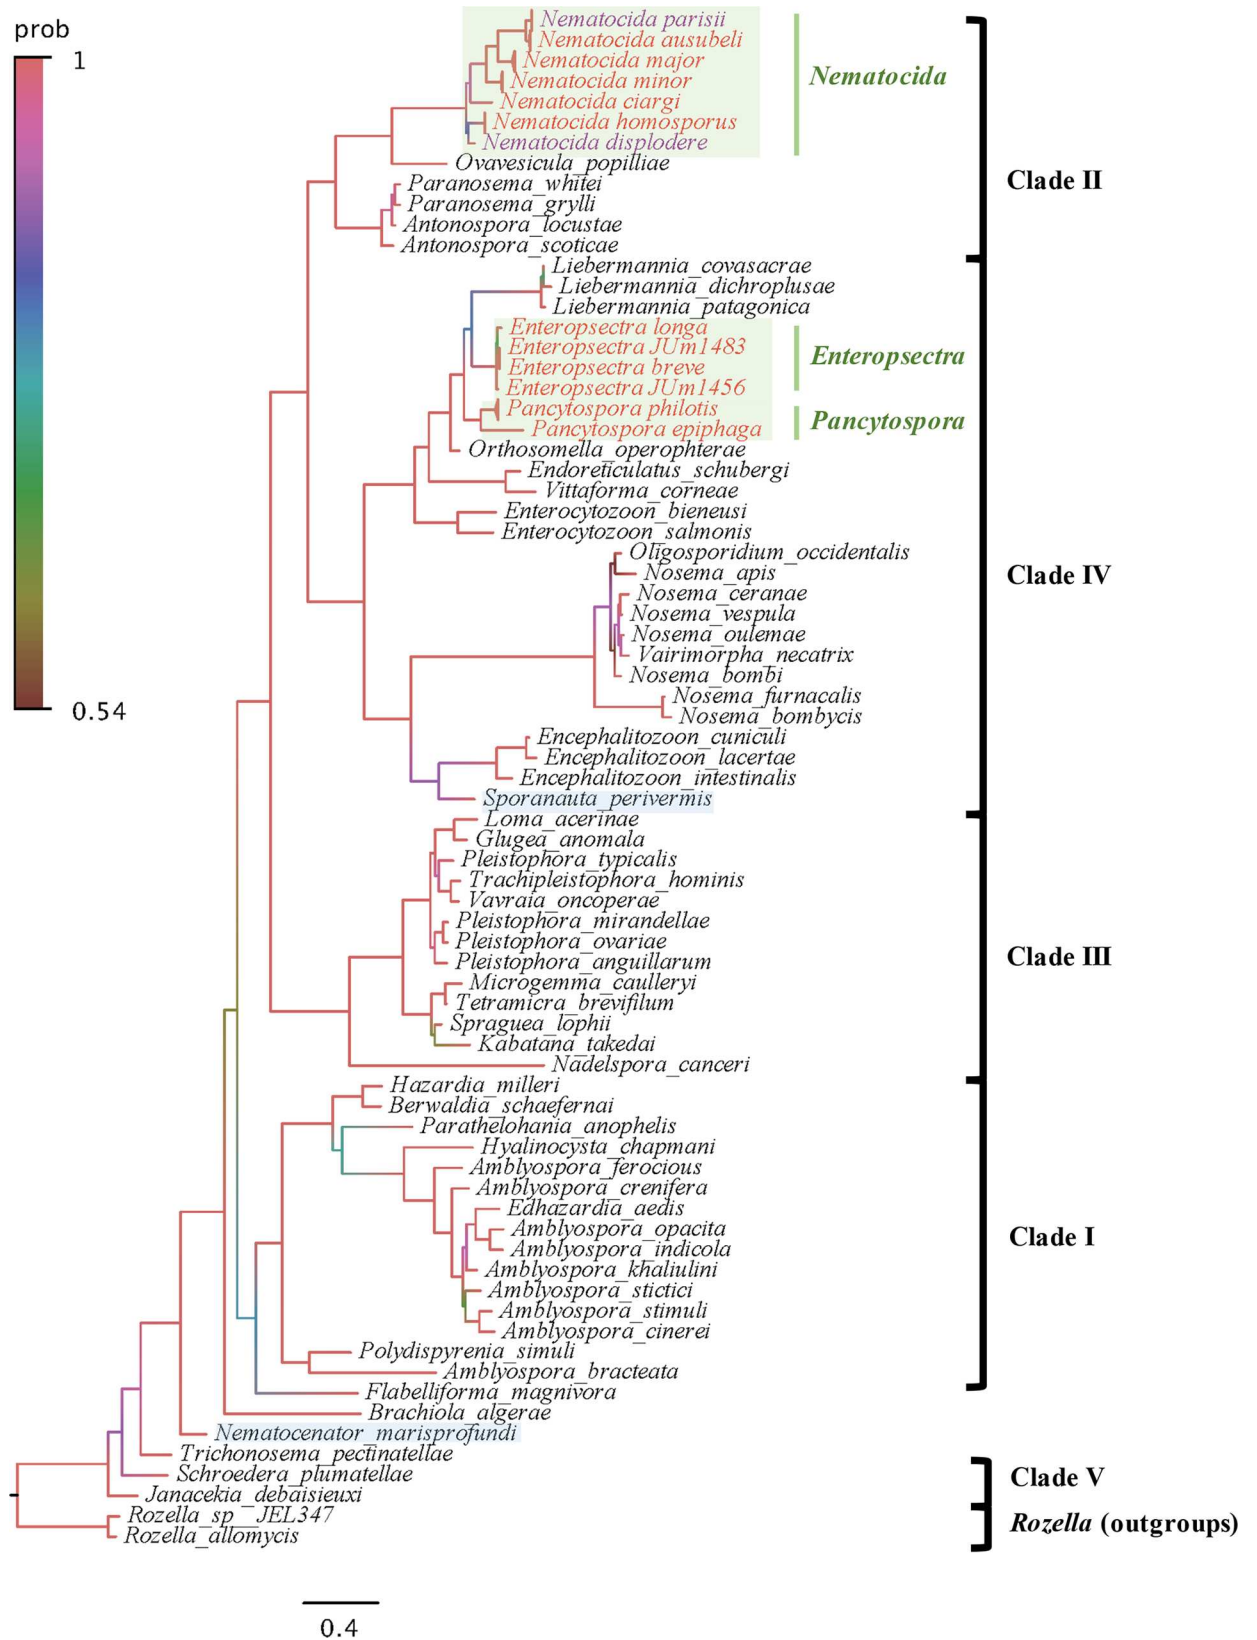 prob
1
0.54
Nematocida parisii
Nematocida ausubeli
Nematocida major
Nematocida minor
Nematocida ciargi
Nematocida homosporus
Nematocida displodere
Nematocida
Ovavesicula_popilliae
Paranosema_whitei
Paranosema_grylli
Antonospora_locustae
Antonospora_scoticae
Clade II
Liebermannia_covasacrae
Liebermannia_dichroplusae
Liebermannia_patagonica
Enteropsectra longa
Enteropsectra JUm1483
Enteropsectra breve
Enteropsectra JUm1456
Enteropsectra
Pancytospora philotis
Pancytospora epiphaga
Pancytospora
Orthosomella_operophterae
Endoreticulatus_schubergi
Vittaforma_corneae
Enterocytozoon_bieneusi
Enterocytozoon_salmonis
Oligosporidium_occidentalis
Nosema_apis
Nosema_ceranae
Nosema_vespula
Nosema_oulemae
Vairimorpha_necatrix
Nosema_bombi
Nosema_furnacalis
Nosema_bombycis
Encephalitozoon_cuniculi
Encephalitozoon_lacertae
Encephalitozoon_intestinalis
Sporanauta_perivermis
Clade IV
Loma_acerinae
Glugea_anomala
Pleistophora_typicalis
Trachipleistophora_hominis
Vavraia_oncoperae
Pleistophora_mirandellae
Pleistophora_ovariae
Pleistophora_anguillarum
Microgemma_caulleryi
Tetramicra_brevifilum
Spraguea_lophii
Kabatana_takedai
Nadelspora_canceri
Clade III
Hazardia_milleri
Berwaldia_schaefernai
Parathelohania_anophelis
Hyalinocysta_chapmani
Amblyospora_ferocious
Amblyospora_crenifera
Edhazardia_aedis
Amblyospora_opacita
Amblyospora_indicola
Amblyospora_khaliulini
Amblyospora_stictici
Amblyospora_stimuli
Amblyospora_cinerei
Polydispyrenia_simuli
Amblyospora_bracteata
Flabelliforma_magnivora
Clade I
Brachiola_algerae
Nematocenator_marisprofundi
Trichonosema_pectinatellae
Schroedera_plumatellae
Janacekia_debaisieuxi
Clade V
Rozella_sp_JEL347
Rozella_allomycis
Rozella (outgroups)
0.4